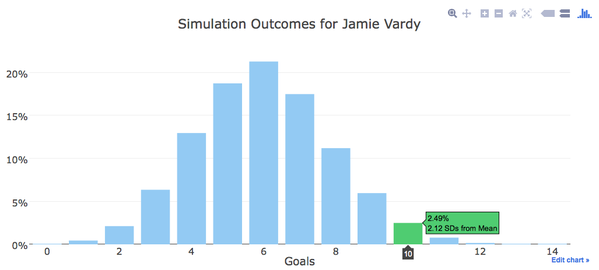 Simulation Outcomes for Jamie Vardy
20%
15%
10%
5%
0%
2.49%
2.12 SDs from Mean
0 2 4 6 8 10 12 14
Goals
Edit chart »